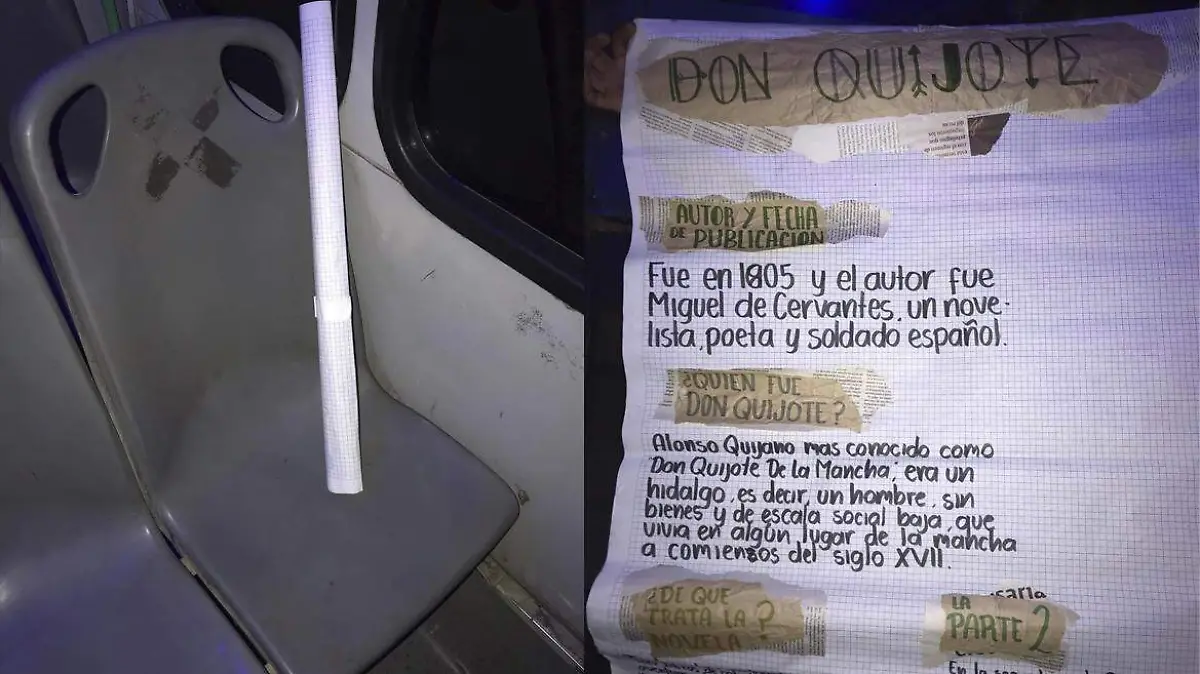 DON QUIJOTE
AUTOR Y FECHA
DE PUBLICACION
Fue en 1605 y el autor fue
Miguel de Cervantes, un nove-
lista, poeta y soldado español.
¿QUIEN FUE
DON QUIJOTE?
Alonso Quijano mas conocido como
"Don Quijote De la Mancha", era un
hidalgo, es decir, un hombre, sin
bienes y de escala social baja, que
vivia en algún lugar de la mancha
a comienzos del siglo XVII.
¿DE QUE
TRATA LA ?
NOVELA
LA
PARTE 2
En la